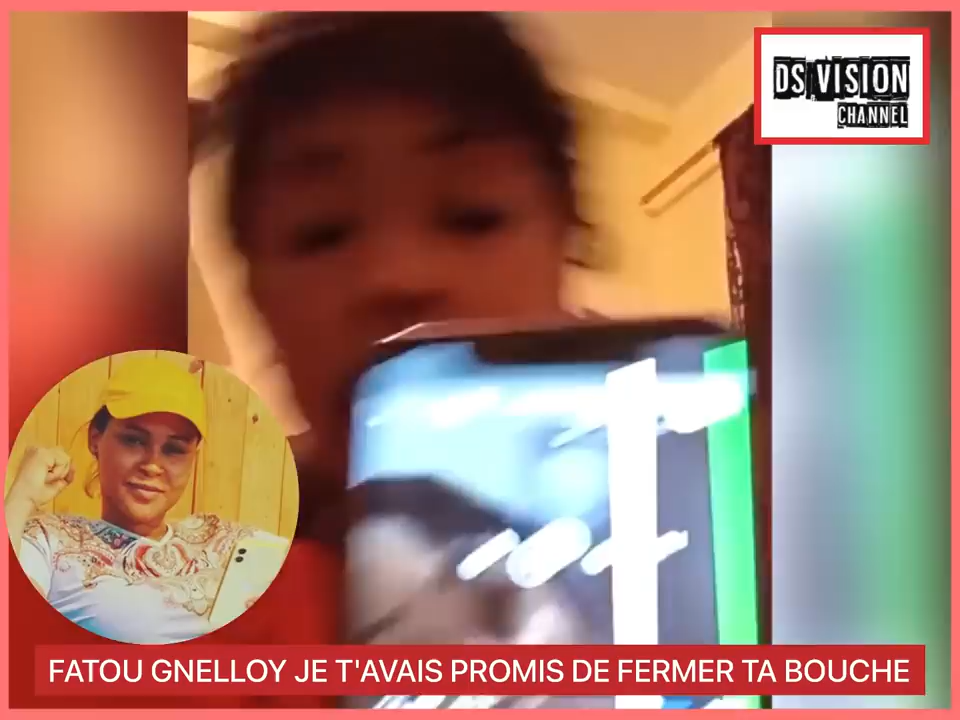 DS VISION
CHANNEL
FATOU GNELLOY JE T'AVAIS PROMIS DE FERMER TA BOUCHE